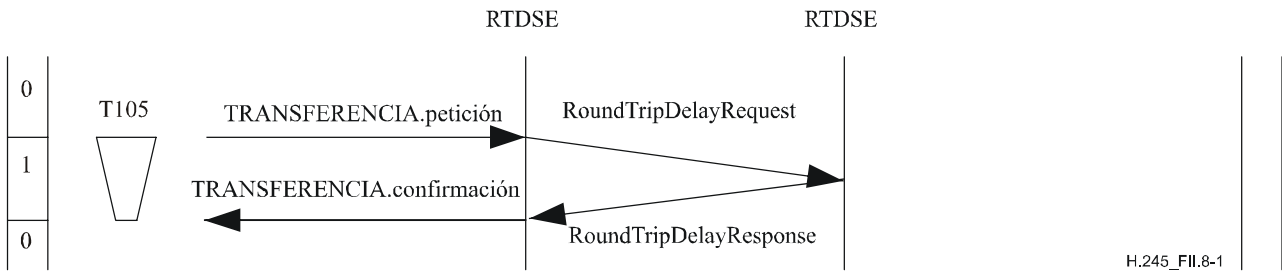 RTDSE
RTDSE
0
T105
TRANSFERENCIA.petición
RoundTripDelayRequest
1
TRANSFERENCIA.confirmación
RoundTripDelayResponse
0
H.245_FII.8-1